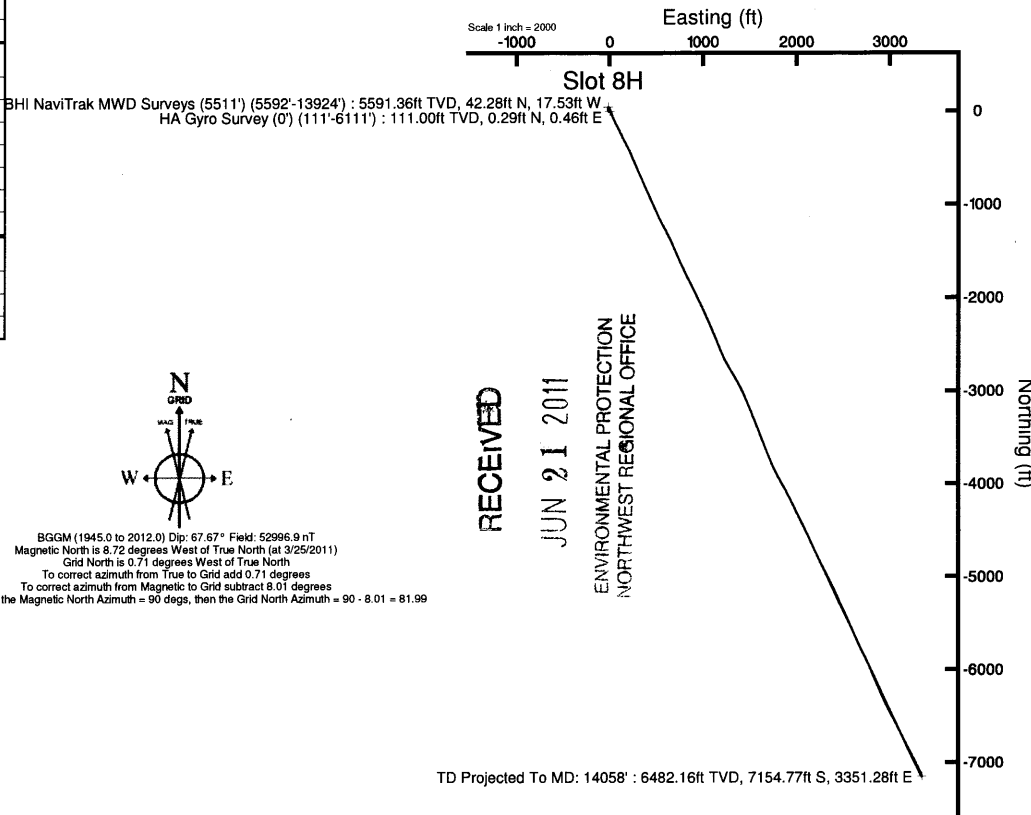 Easting (ft)
Scale 1 inch = 2000
-1000 0 1000 2000 3000
Slot 8H
BHI NaviTrak MWD Surveys (5511') (5592'-13924') : 5591.36ft TVD, 42.28ft N, 17.53ft W
HA Gyro Survey (0') (111'-6111') : 111.00ft TVD, 0.29ft N, 0.46ft E
0
-1000
-2000
-3000
-4000
-5000
-6000
-7000
Northing (ft)
RECEIVED
JUN 21 2011
ENVIRONMENTAL PROTECTION
NORTHWEST REGIONAL OFFICE
N
GRID
MAG TRUE
W E
BGGM (1945.0 to 2012.0) Dip: 67.67° Field: 52996.9 nT
Magnetic North is 8.72 degrees West of True North (at 3/25/2011)
Grid North is 0.71 degrees West of True North
To correct azimuth from True to Grid add 0.71 degrees
To correct azimuth from Magnetic to Grid subtract 8.01 degrees
the Magnetic North Azimuth = 90 degs, then the Grid North Azimuth = 90 - 8.01 = 81.99
TD Projected To MD: 14058' : 6482.16ft TVD, 7154.77ft S, 3351.28ft E